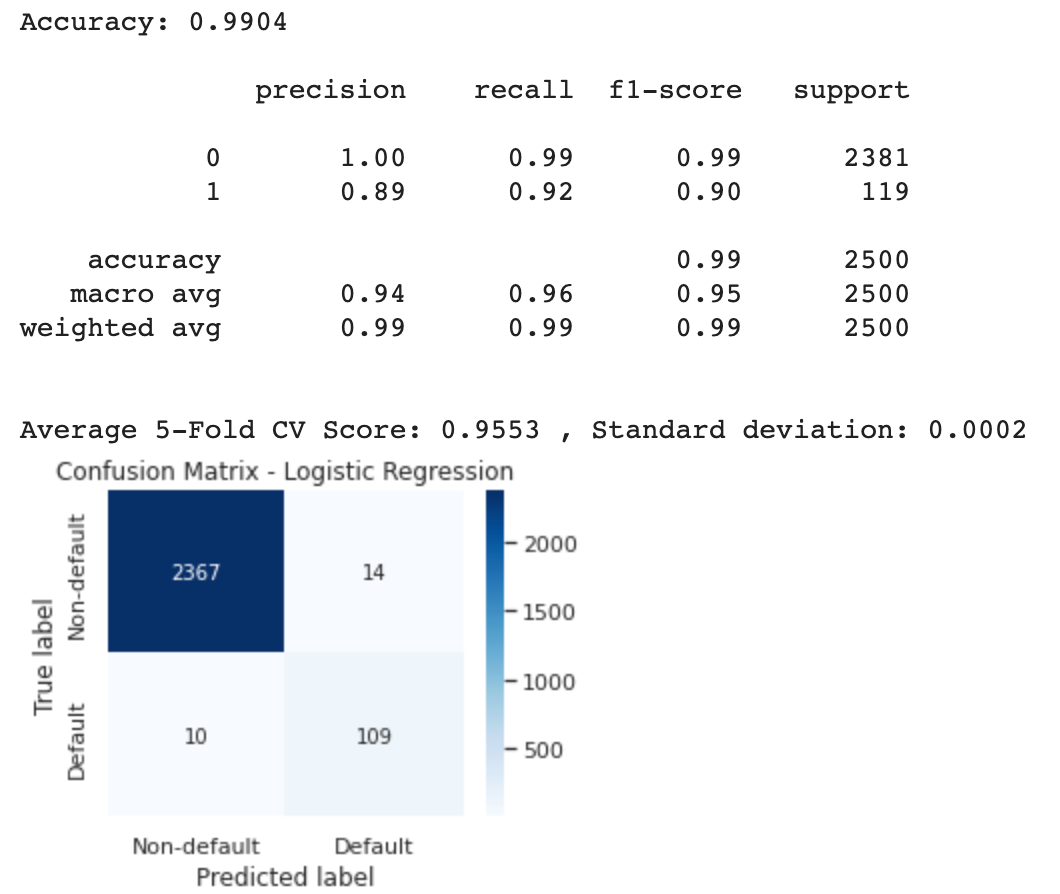 Accuracy: 0.9904
precision recall f1-score support
0 1.00 0.99 0.99 2381
1 0.89 0.92 0.90 119
accuracy 0.99 2500
macro avg 0.94 0.96 0.95 2500
weighted avg 0.99 0.99 0.99 2500
Average 5-Fold CV Score: 0.9553 , Standard deviation: 0.0002
Confusion Matrix - Logistic Regression
True label
Non-default
2367 14
Default
10 109
Non-default Default
Predicted label
2000
1500
1000
500